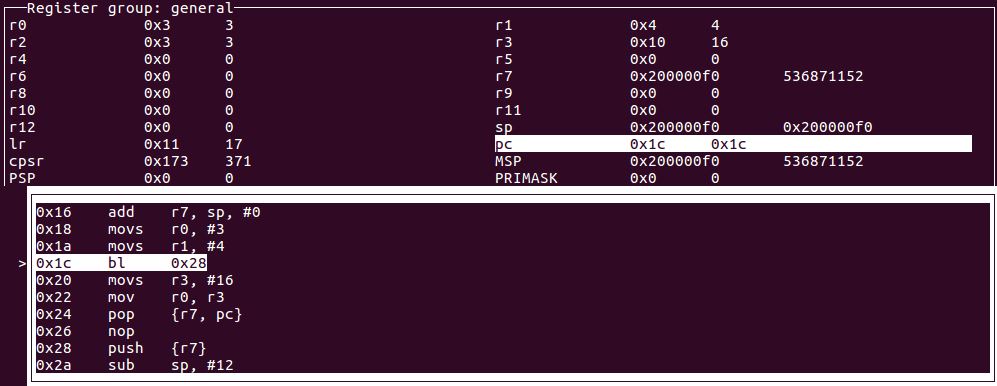 Register group: general
r0 0x3 3 r1 0x4 4
r2 0x3 3 r3 0x10 16
r4 0x0 0 r5 0x0 0
r6 0x0 0 r7 0x200000f0 536871152
r8 0x0 0 r9 0x0 0
r10 0x0 0 r11 0x0 0
r12 0x0 0 sp 0x200000f0 0x200000f0
lr 0x11 17 pc 0x1c 0x1c
cpsr 0x173 371 MSP 0x200000f0 536871152
PSP 0x0 0 PRIMASK 0x0 0
0x16 add r7, sp, #0
0x18 movs r0, #3
0x1a movs r1, #4
> 0x1c bl 0x28
0x20 movs r3, #16
0x22 mov r0, r3
0x24 pop {r7, pc}
0x26 nop
0x28 push {r7}
0x2a sub sp, #12